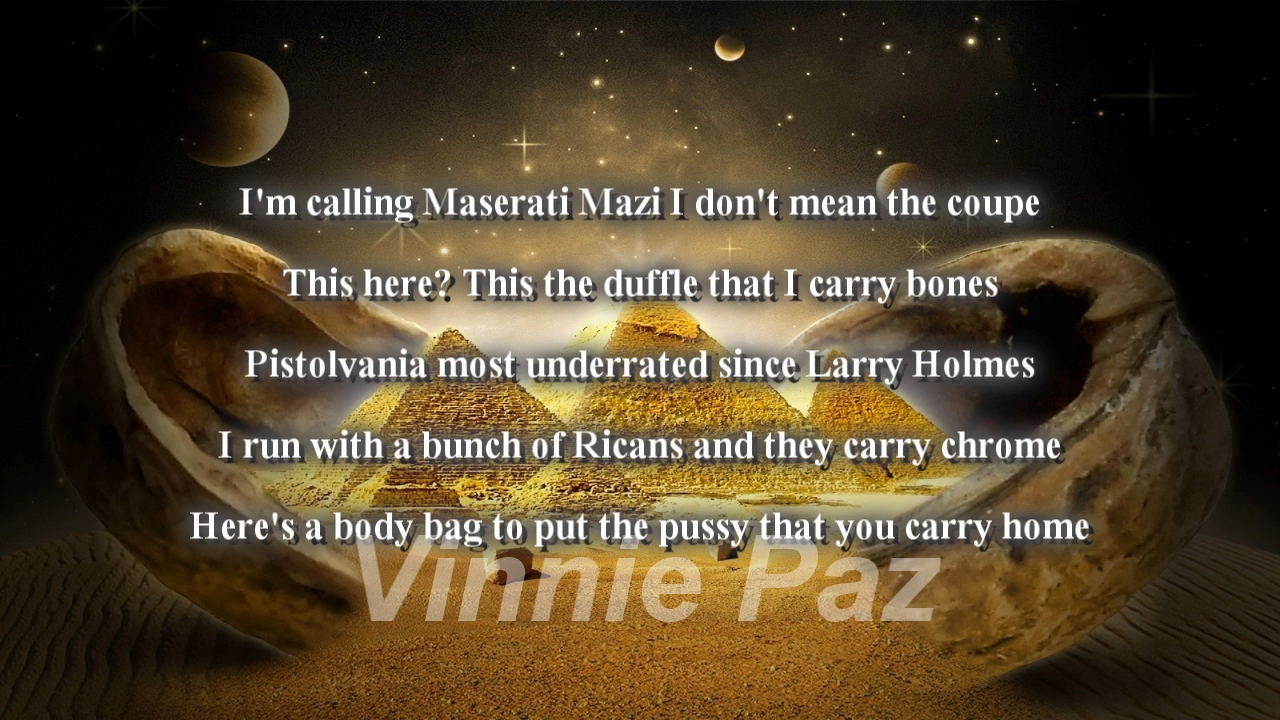 I'm calling Maserati Mazi I don't mean the coupe
This here? This the duffle that I carry bones
Pistolvania most underrated since Larry Holmes
I run with a bunch of Ricans and they carry chrome
Here's a body bag to put the pussy that you carry home
Vinnie Paz